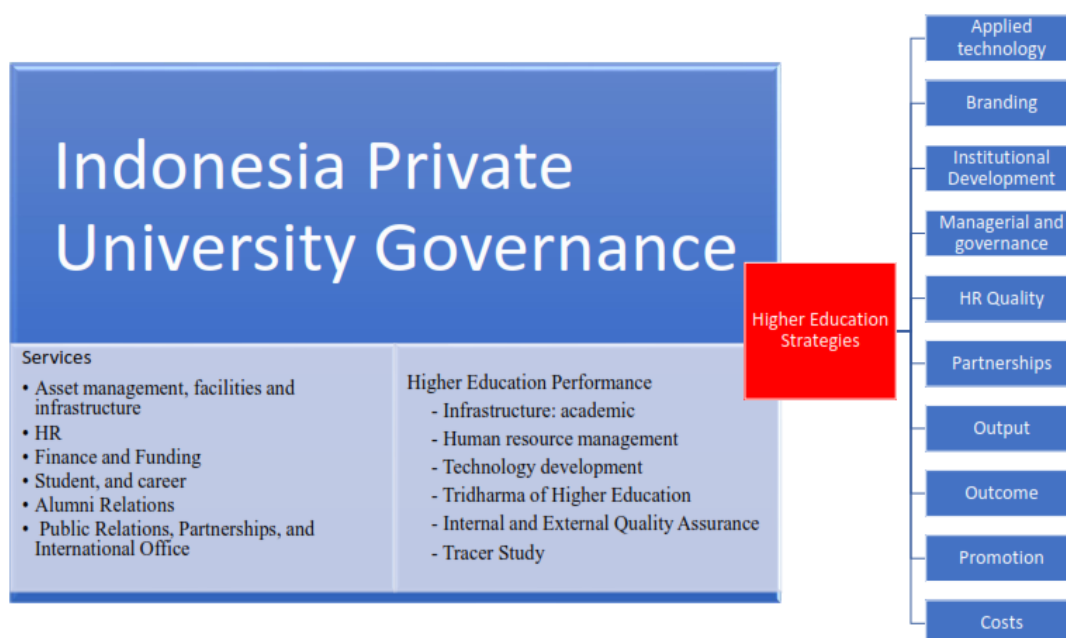 Indonesia Private
University Governance
Services
• Asset management, facilities and
infrastructure
• HR
• Finance and Funding
• Student, and career
• Alumni Relations
• Public Relations, Partnerships, and
International Office
Higher Education Performance
- Infrastructure: academic
- Human resource management
- Technology development
- Tridharma of Higher Education
- Internal and External Quality Assurance
- Tracer Study
Higher Education
Strategies
Applied
technology
Branding
Institutional
Development
Managerial and
governance
HR Quality
Partnerships
Output
Outcome
Promotion
Costs